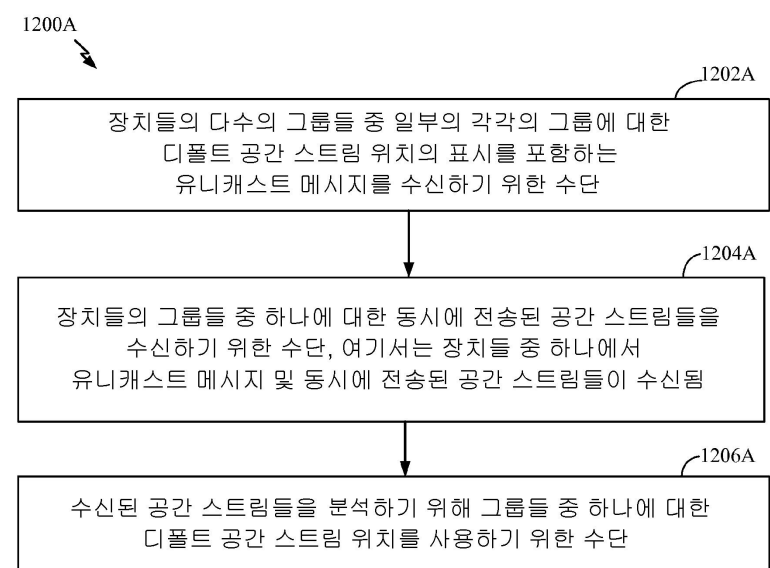 1200A
1202A
장치들의 다수의 그룹들 중 일부의 각각의 그룹에 대한
디폴트 공간 스트림 위치의 표시를 포함하는
유니캐스트 메시지를 수신하기 위한 수단
1204A
장치들의 그룹들 중 하나에 대한 동시에 전송된 공간 스트림들을
수신하기 위한 수단, 여기서는 장치들 중 하나에서
유니캐스트 메시지 및 동시에 전송된 공간 스트림들이 수신됨
1206A
수신된 공간 스트림들을 분석하기 위해 그룹들 중 하나에 대한
디폴트 공간 스트림 위치를 사용하기 위한 수단